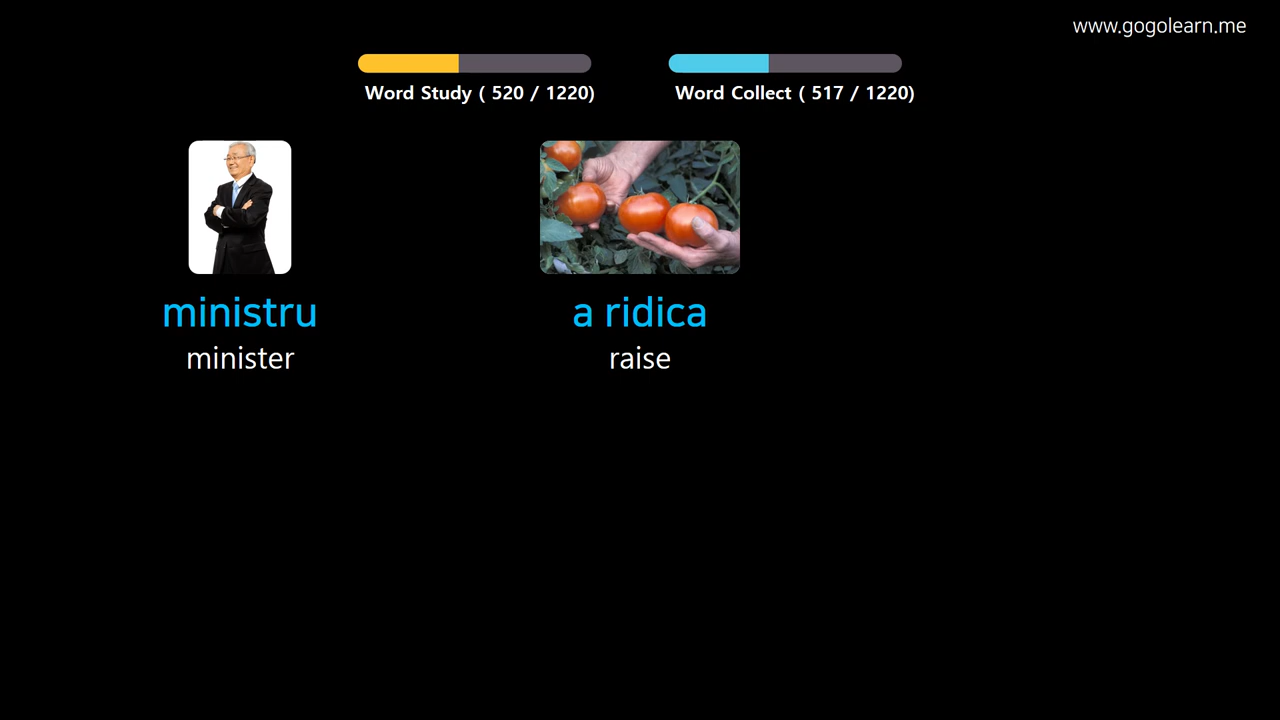 www.gogolearn.me
Word Study ( 520 / 1220)
Word Collect ( 517 / 1220)
ministru
a ridica
minister
raise